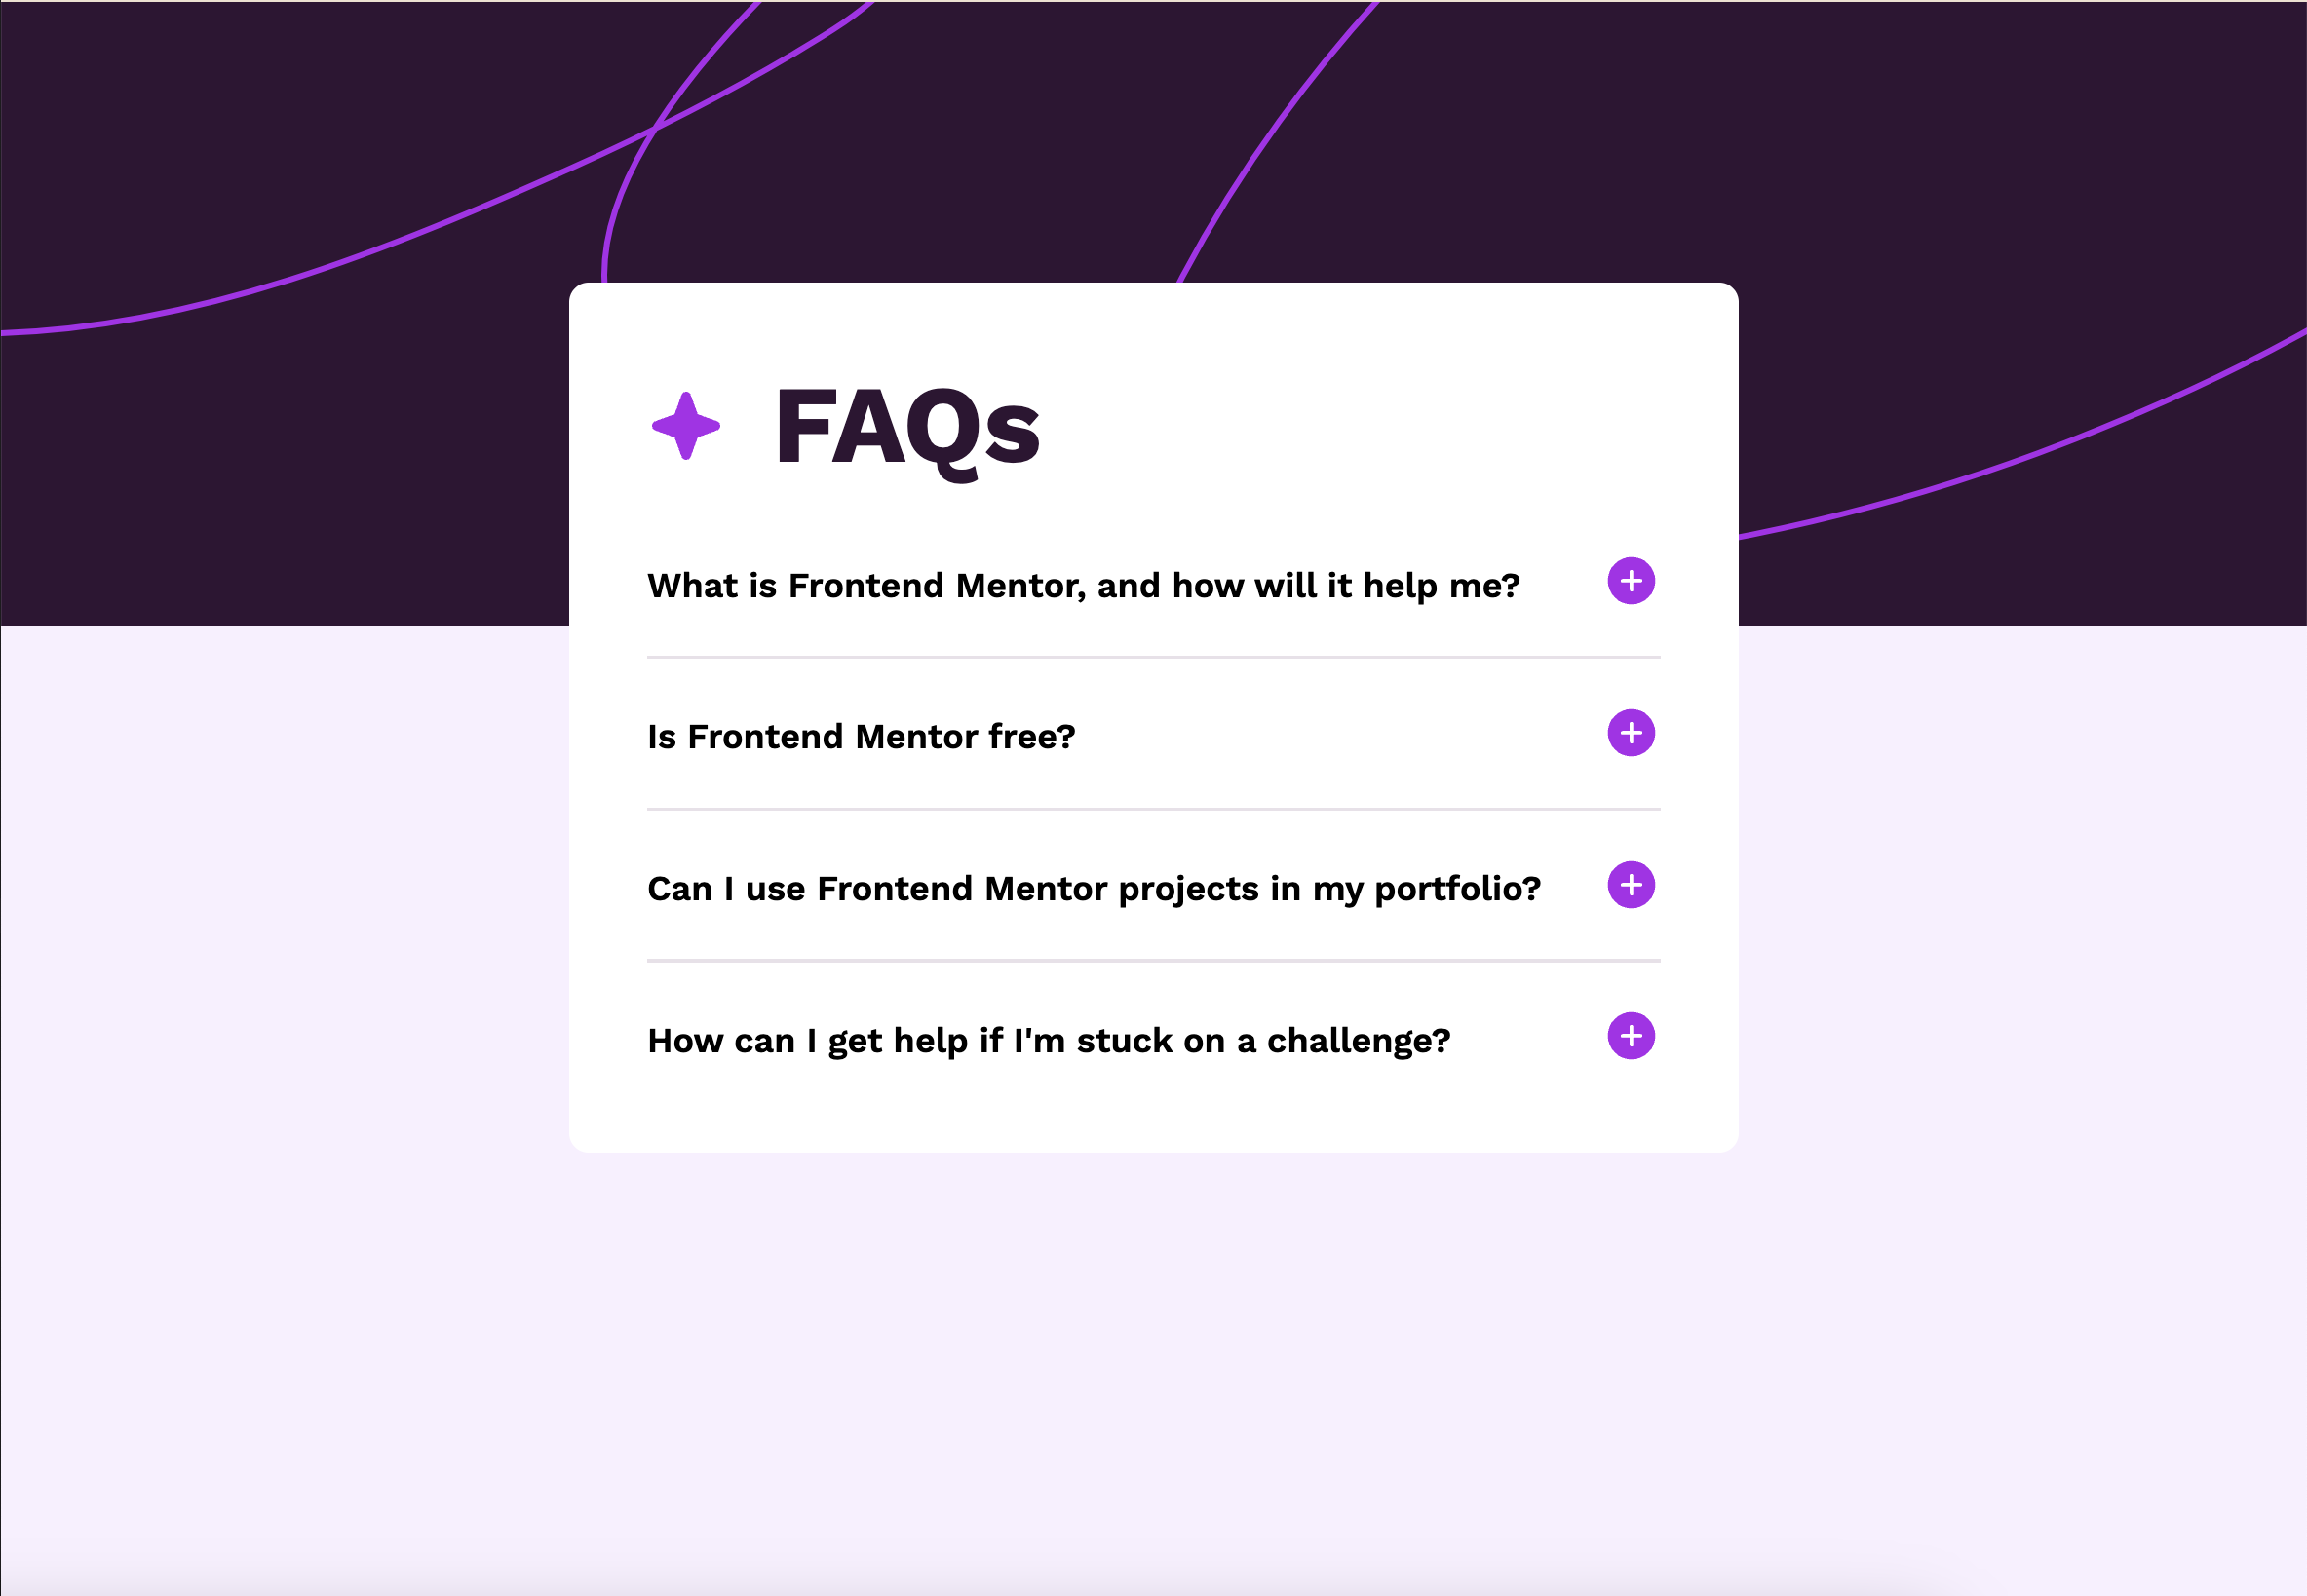 FAQs
What is Frontend Mentor, and how will it help me?
Is Frontend Mentor free?
Can I use Frontend Mentor projects in my portfolio?
How can I get help if I'm stuck on a challenge?